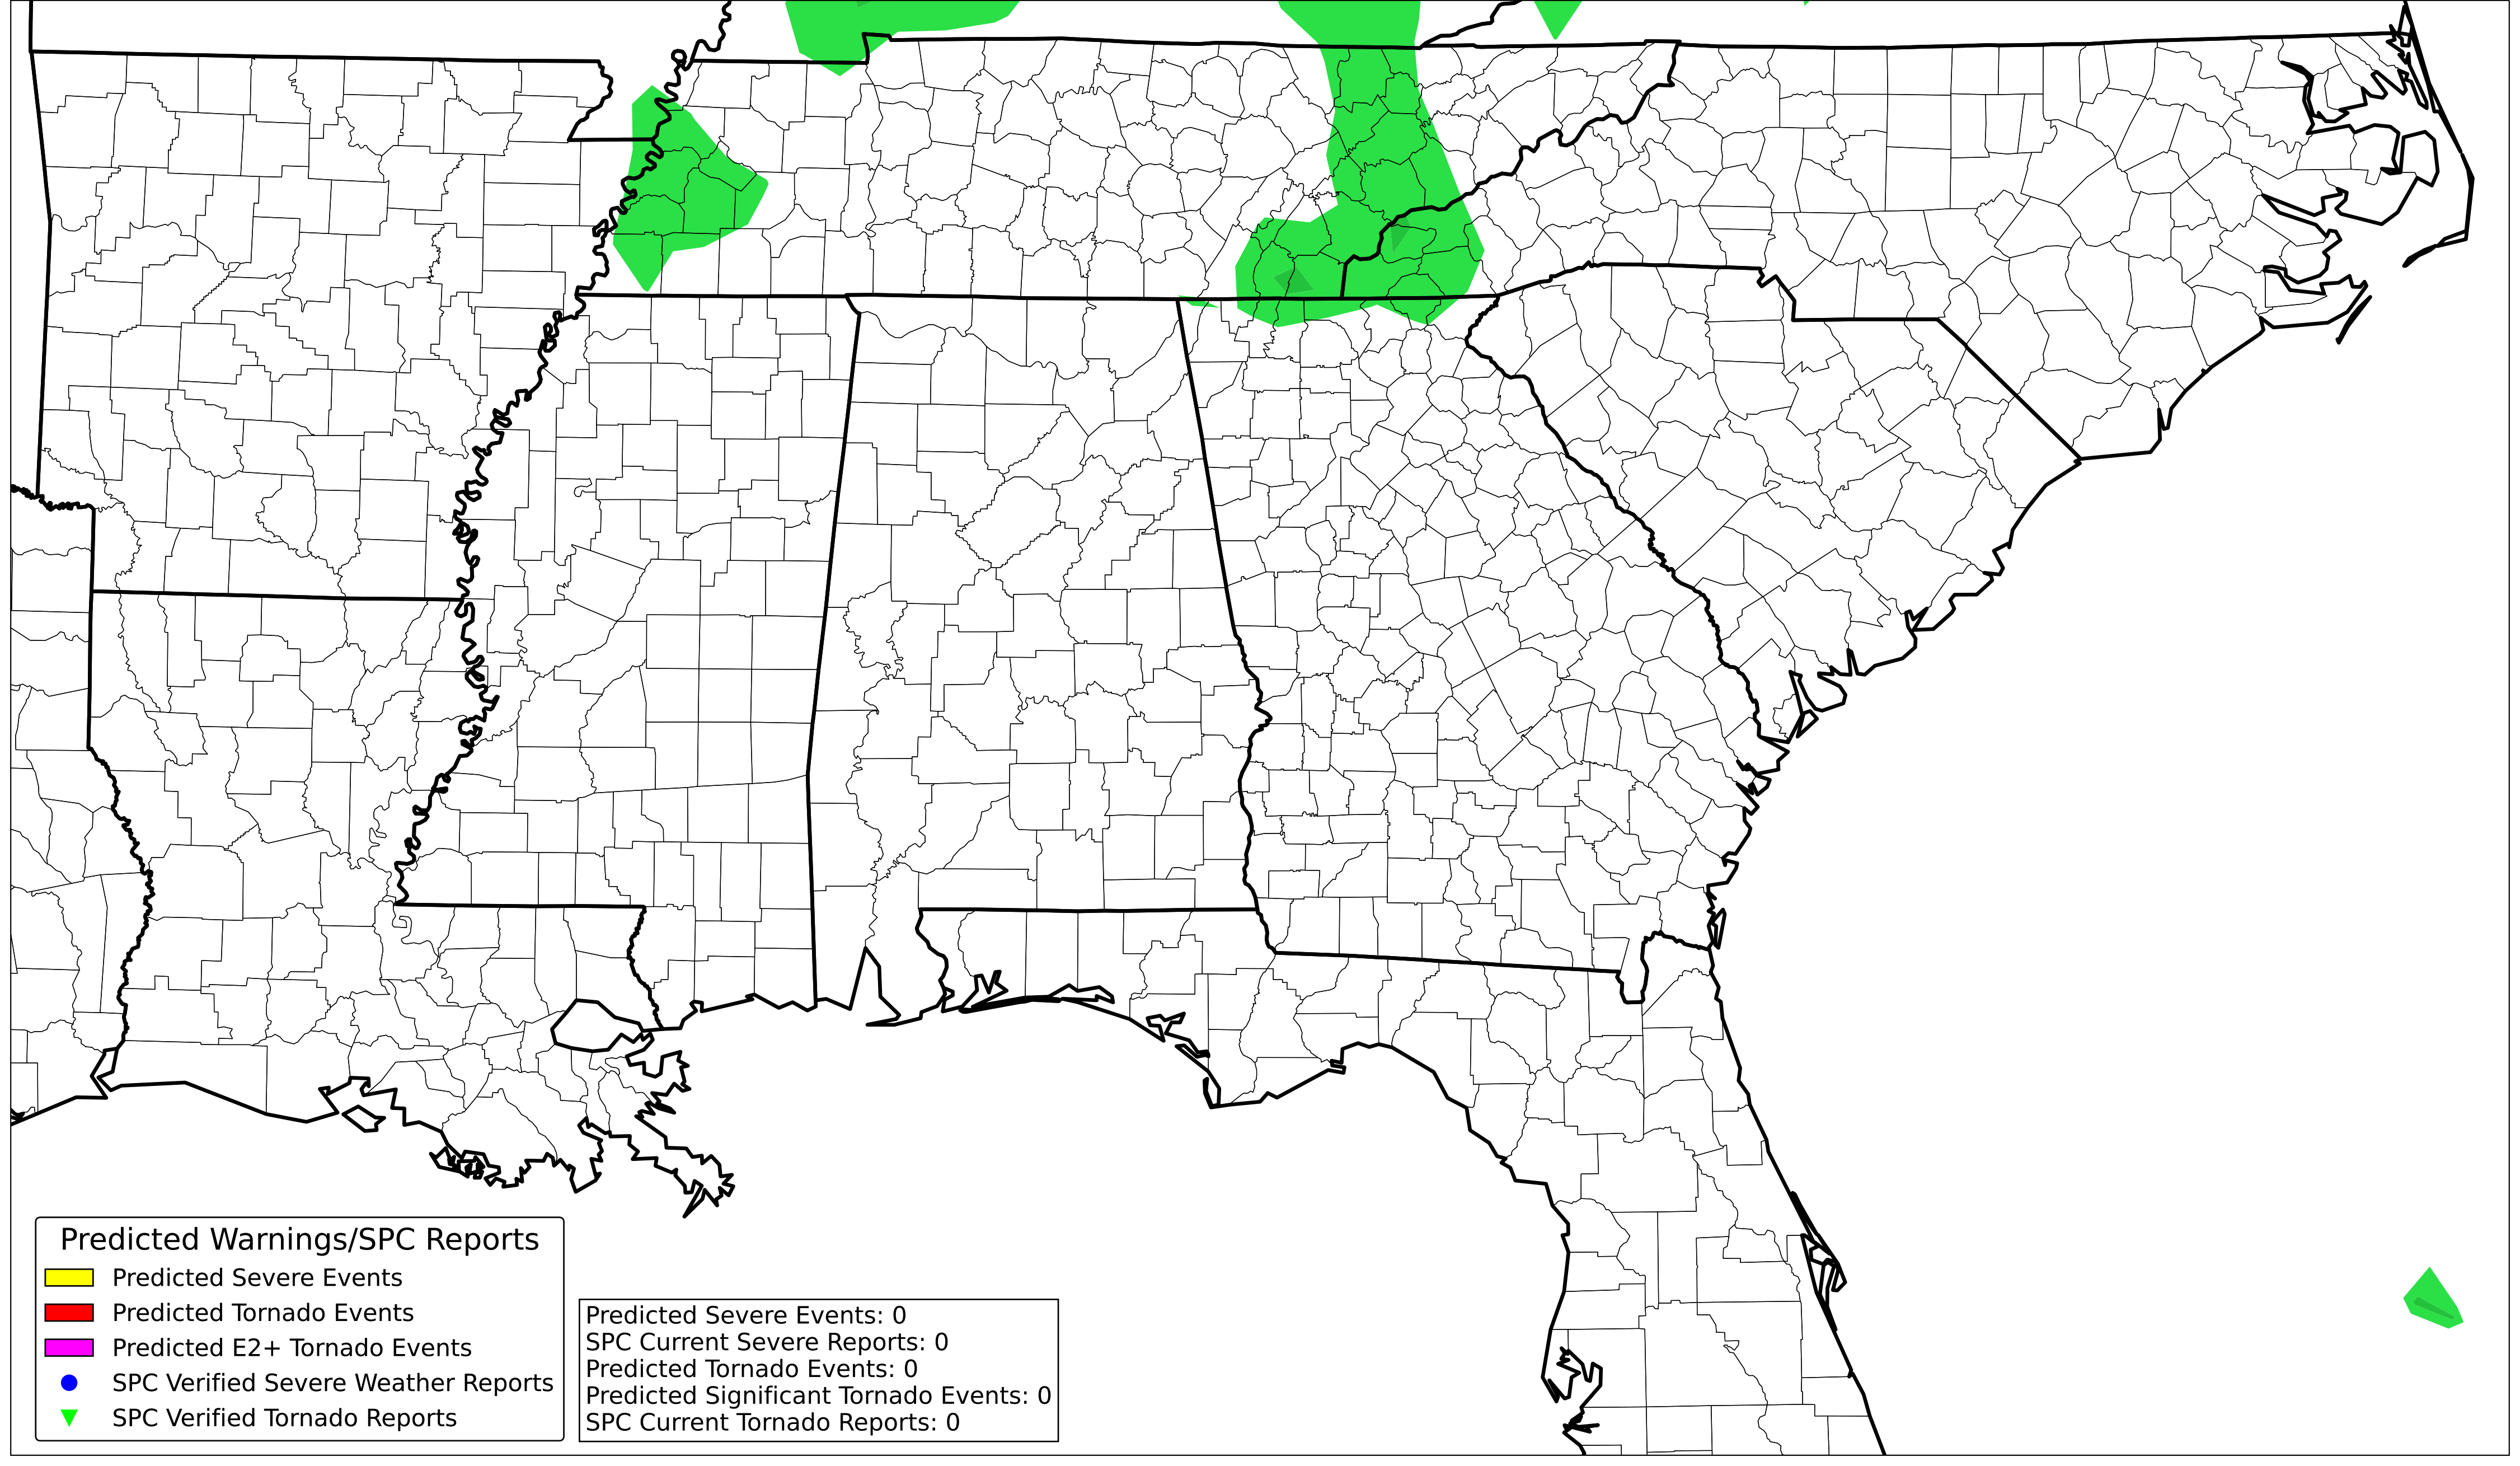 Predicted Warnings/SPC Reports
Predicted Severe Events
Predicted Tornado Events
Predicted E2+ Tornado Events
SPC Verified Severe Weather Reports
SPC Verified Tornado Reports
Predicted Severe Events: 0
SPC Current Severe Reports: 0
Predicted Tornado Events: 0
Predicted Significant Tornado Events: 0
SPC Current Tornado Reports: 0